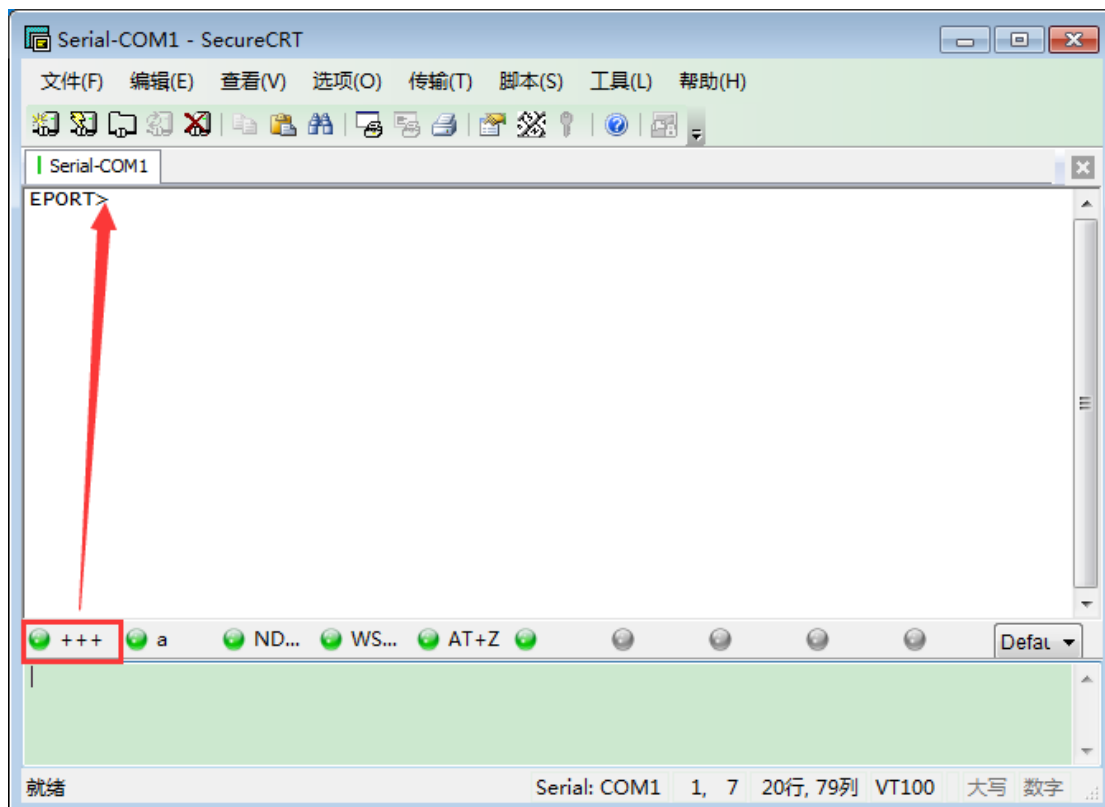 Serial-COM1 - SecureCRT
文件(F) 编辑(E) 查看(V) 选项(O) 传输(T) 脚本(S) 工具(L) 帮助(H)
Serial-COM1
EPORT>
+++ a ND... WS... AT+Z Defau
就绪 Serial: COM1 1, 7 20行, 79列 VT100 大写 数字